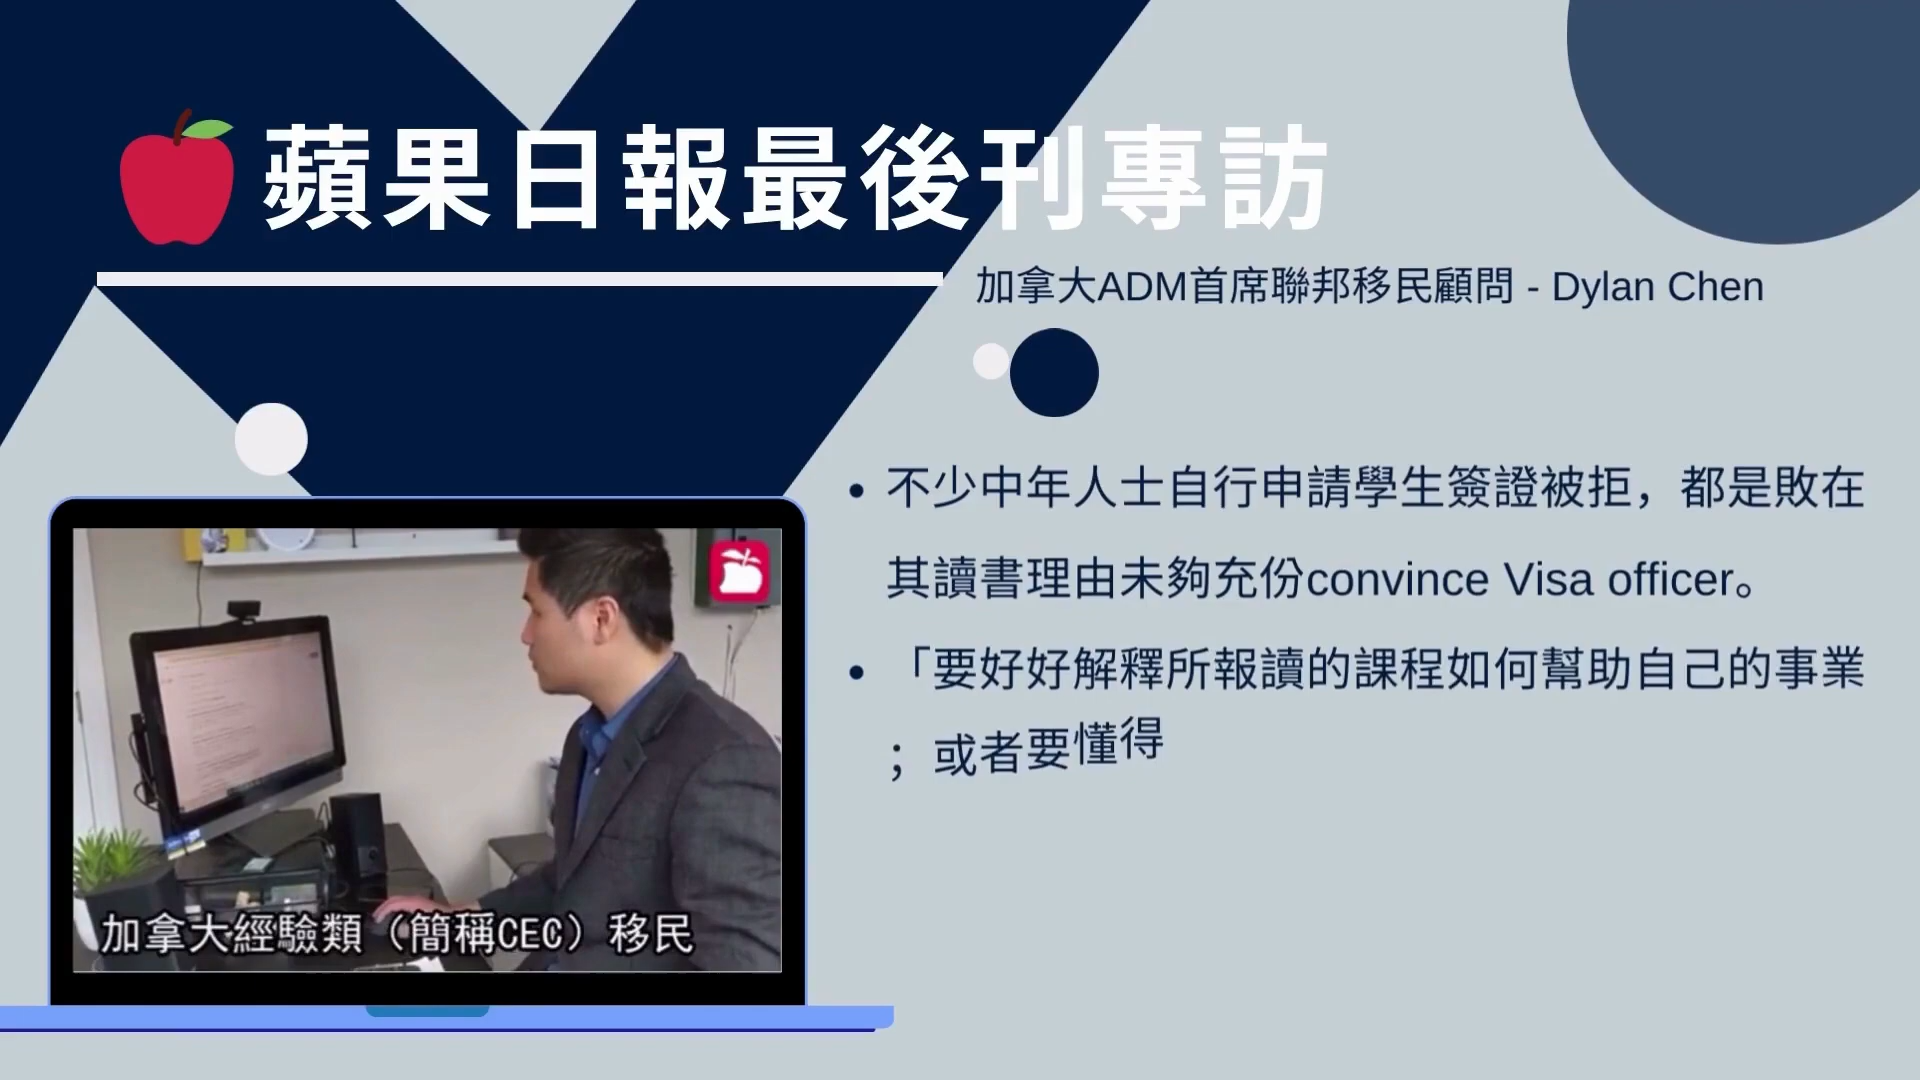 蘋果日報最後刊專訪
加拿大ADM首席聯邦移民顧問 - Dylan Chen
不少中年人士自行申請學生簽證被拒，都是敗在
其讀書理由未夠充份convince Visa officer。
「要好好解釋所報讀的課程如何幫助自己的事業
；或者要懂得
加拿大經驗類（簡稱CEC）移民